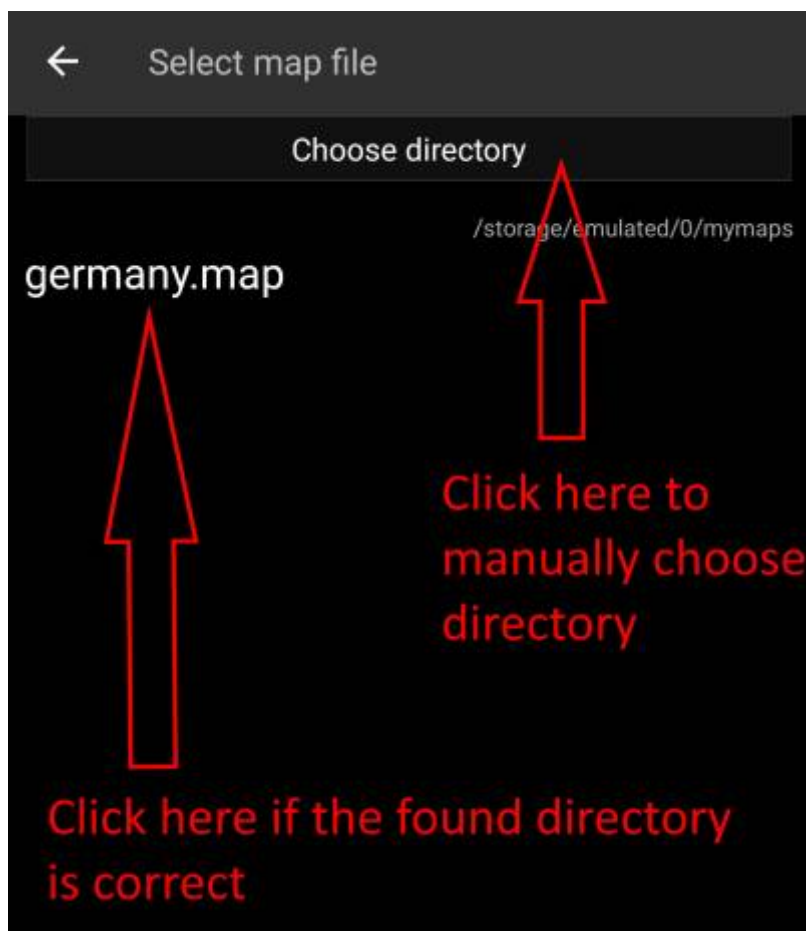 Select map file
Choose directory
/storage/emulated/0/mymaps
germany.map
Click here to
manually choose
directory
Click here if the found directory
is correct